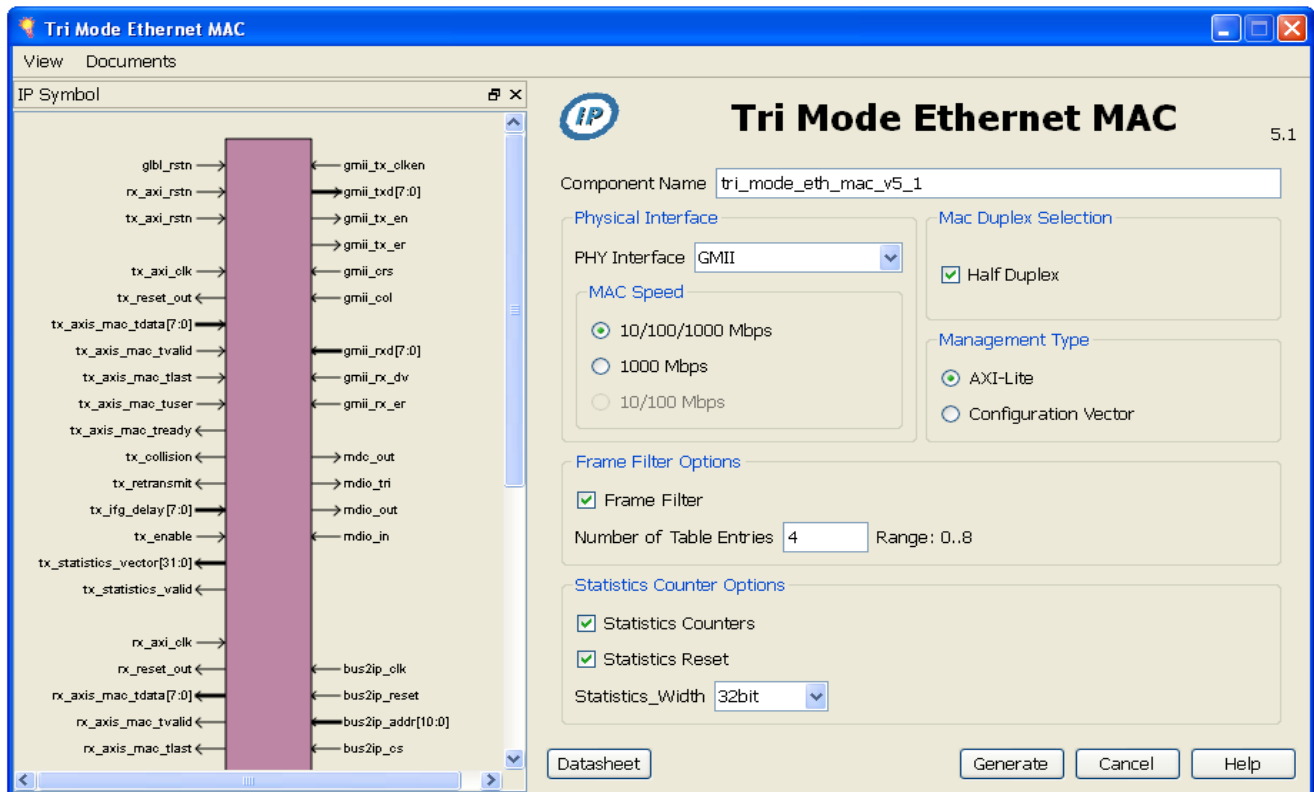 Tri Mode Ethernet MAC
View Documents
IP Symbol
glbl_rstn
rx_axi_rstn
tx_axi_rstn
tx_axi_clk
tx_reset_out
tx_axis_mac_tdata[7:0]
tx_axis_mac_tvalid
tx_axis_mac_tlast
tx_axis_mac_tuser
tx_axis_mac_tready
tx_collision
tx_retransmit
tx_ifg_delay[7:0]
tx_enable
tx_statistics_vector[31:0]
tx_statistics_valid
rx_axi_clk
rx_reset_out
rx_axis_mac_tdata[7:0]
rx_axis_mac_tvalid
rx_axis_mac_tlast
gmii_tx_clken
gmii_txd[7:0]
gmii_tx_en
gmii_tx_er
gmii_crs
gmii_col
gmii_rxd[7:0]
gmii_rx_dv
gmii_rx_er
mdc_out
mdio_tri
mdio_out
mdio_in
bus2ip_clk
bus2ip_reset
bus2ip_addr[10:0]
bus2ip_cs
IP
Tri Mode Ethernet MAC
5.1
Component Name tri_mode_eth_mac_v5_1
Physical Interface
PHY Interface GMII
MAC Speed
10/100/1000 Mbps
1000 Mbps
10/100 Mbps
Mac Duplex Selection
Half Duplex
Management Type
AXI-Lite
Configuration Vector
Frame Filter Options
Frame Filter
Number of Table Entries 4 Range: 0..8
Statistics Counter Options
Statistics Counters
Statistics Reset
Statistics_Width 32bit
Datasheet Generate Cancel Help